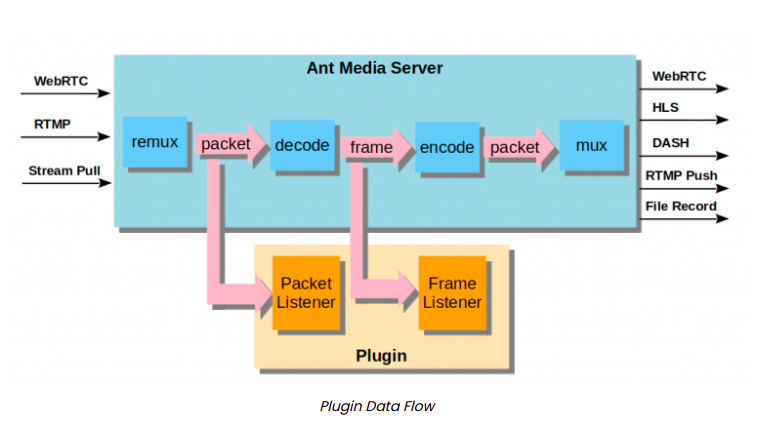 Ant Media Server
WebRTC
RTMP
Stream Pull
remux
packet
decode
frame
encode
packet
mux
WebRTC
HLS
DASH
RTMP Push
File Record
Packet
Listener
Frame
Listener
Plugin
Plugin Data Flow